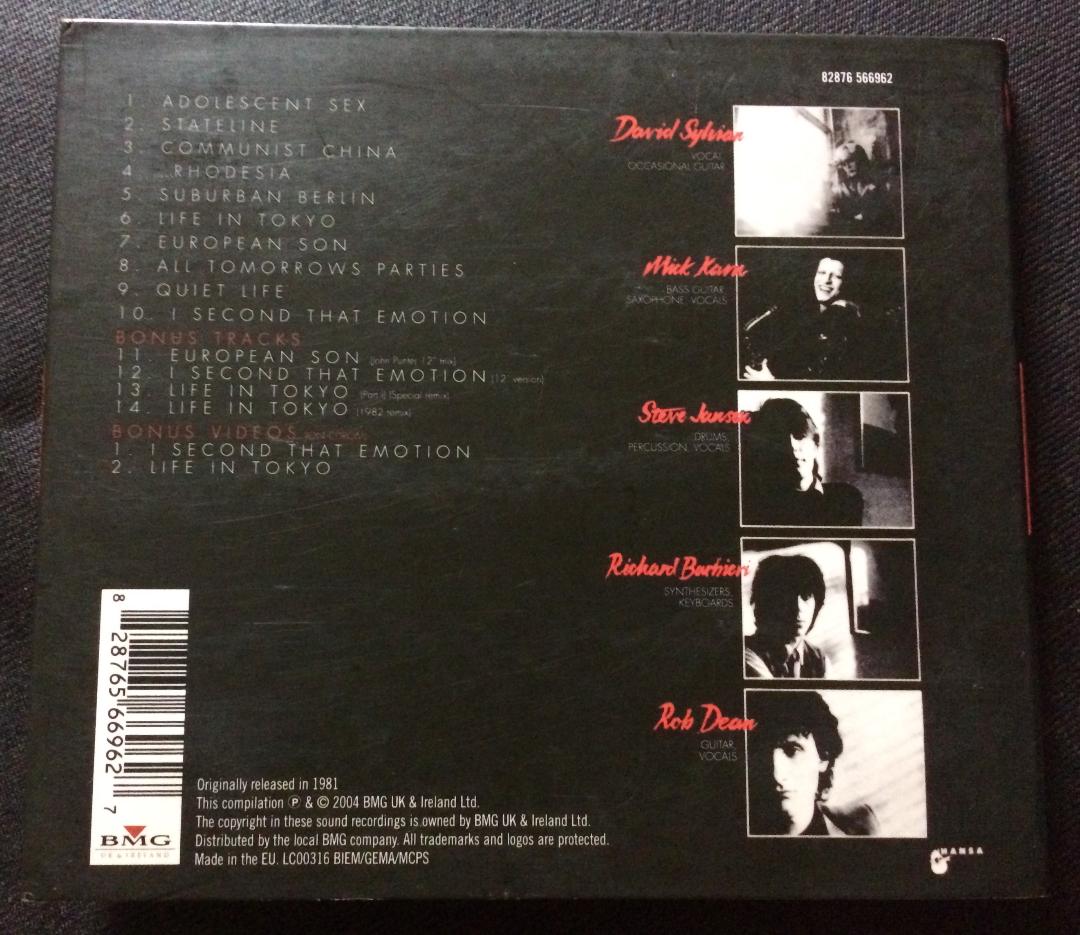 82876 566962
1. ADOLESCENT SEX
2. STATELINE
3. COMMUNIST CHINA
4. ...RHODESIA
5. SUBURBAN BERLIN
6. LIFE IN TOKYO
7. EUROPEAN SON
8. ALL TOMORROWS PARTIES
9. QUIET LIFE
10. I SECOND THAT EMOTION
BONUS TRACKS
11. EUROPEAN SON (John Punter 12" mix)
12. I SECOND THAT EMOTION (12" version)
13. LIFE IN TOKYO (Part I) (Special remix)
14. LIFE IN TOKYO (1982 remix)
BONUS VIDEOS
1. I SECOND THAT EMOTION
2. LIFE IN TOKYO
David Sylvian
VOCAL,
OCCASIONAL GUITAR
Mick Karn
BASS GUITAR,
SAXOPHONE, VOCALS
Steve Jansen
DRUMS,
PERCUSSION, VOCALS
Richard Barbieri
SYNTHESIZERS,
KEYBOARDS
Rob Dean
GUITAR,
VOCALS
8 28765 66962 7
BMG
UK & IRELAND
Originally released in 1981
This compilation ℗ & © 2004 BMG UK & Ireland Ltd.
The copyright in these sound recordings is owned by BMG UK & Ireland Ltd.
Distributed by the local BMG company. All trademarks and logos are protected.
Made in the EU. LC00316 BIEM/GEMA/MCPS
HANSA